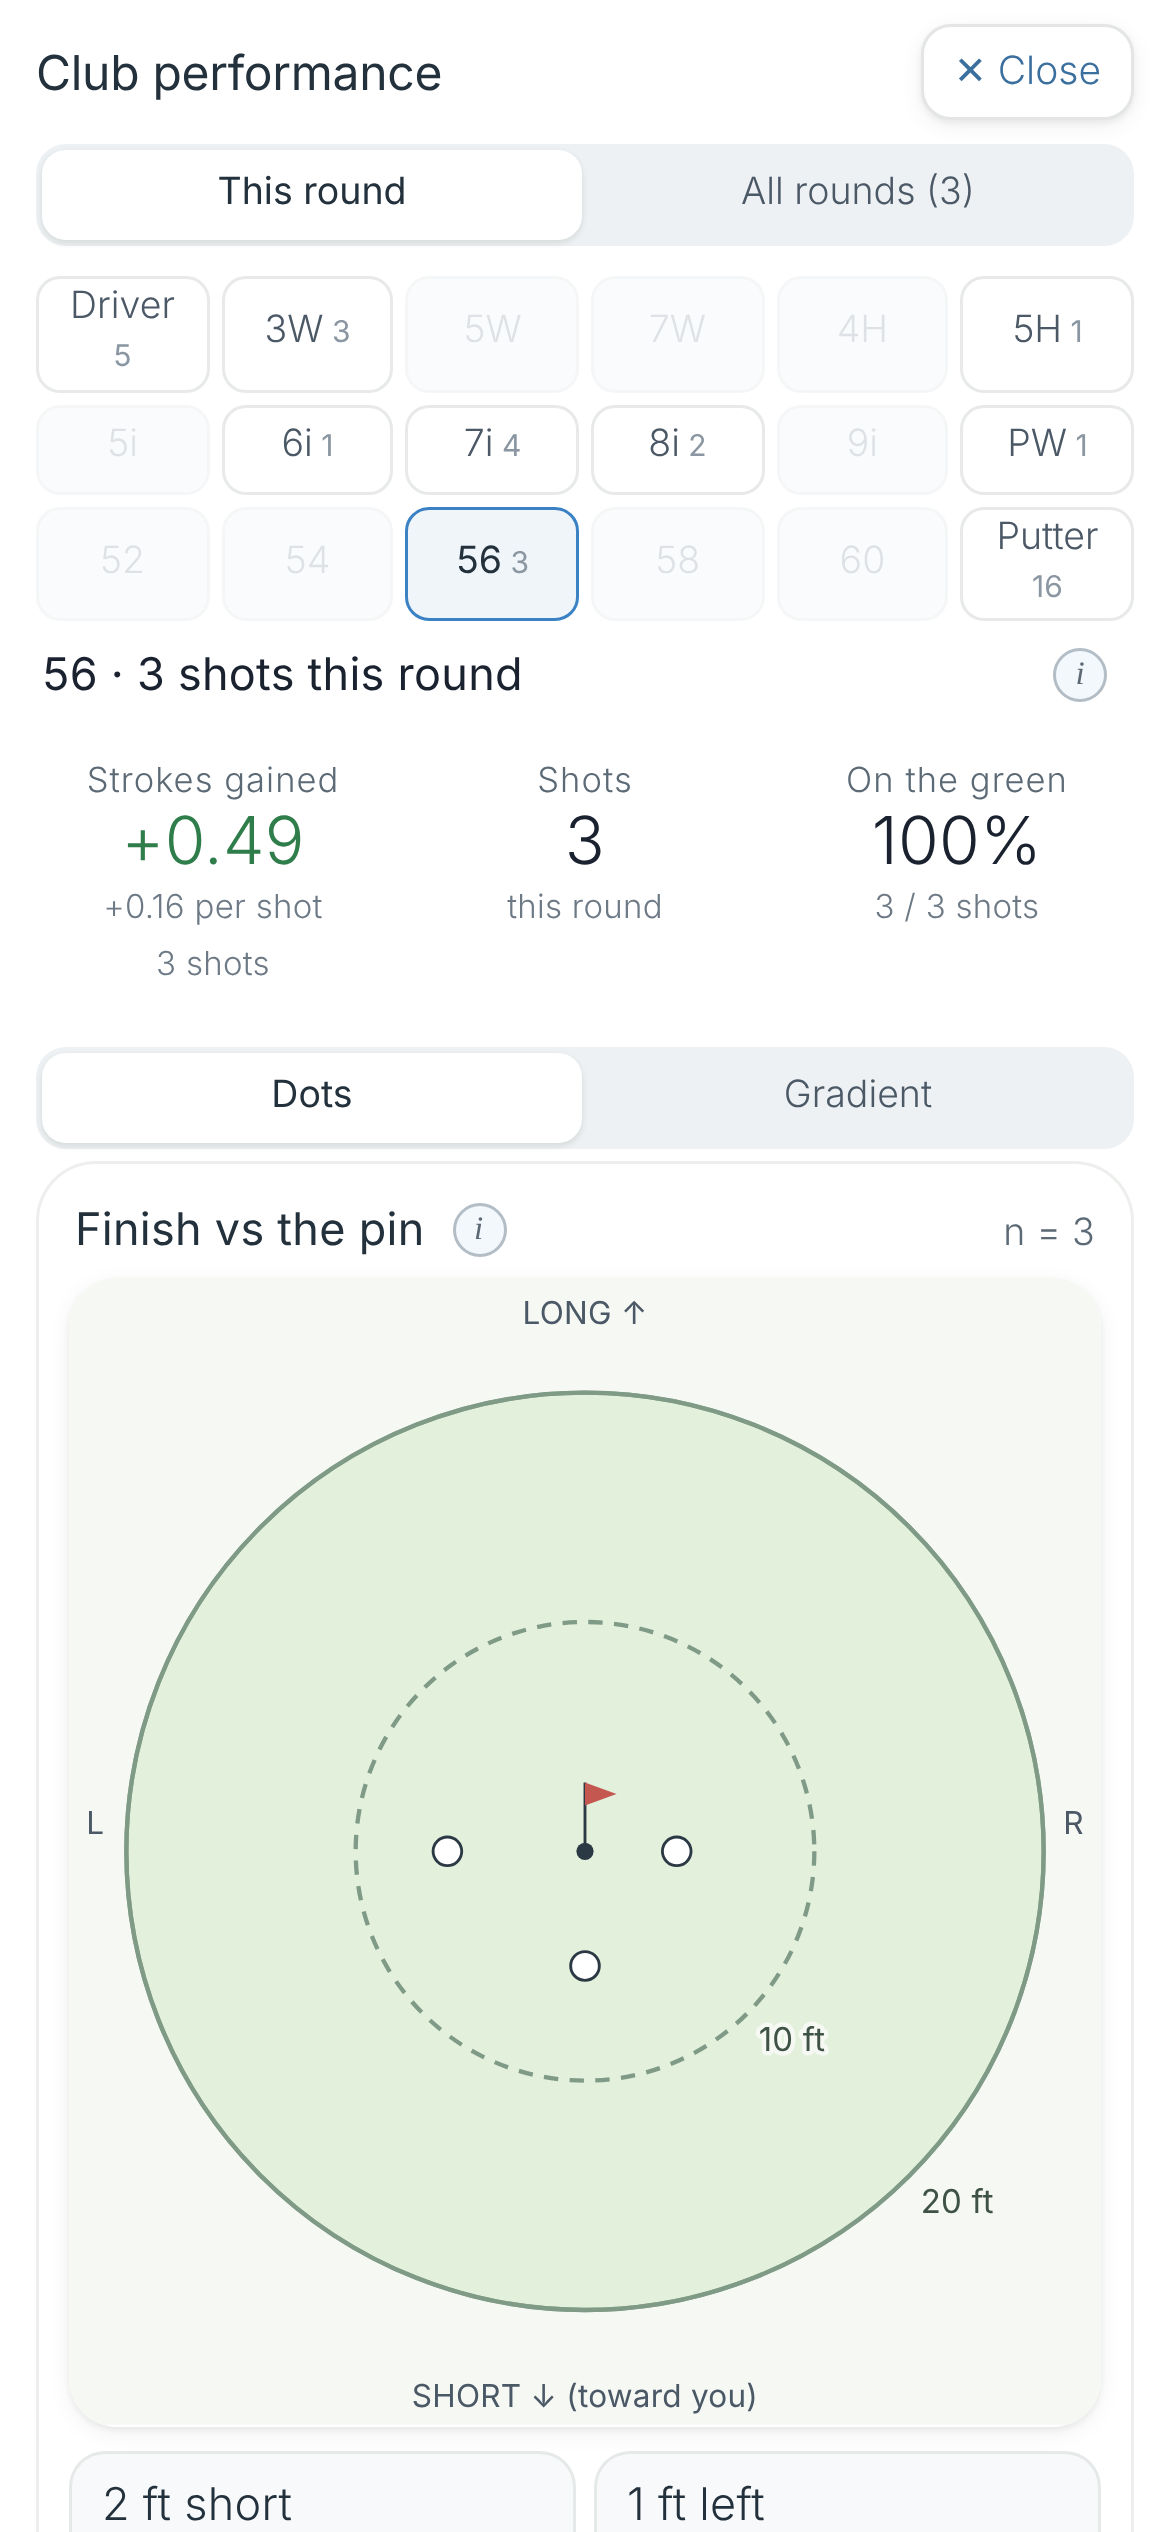 Club performance
✕ Close
This round
All rounds (3)
Driver
5
3W 3
5W
7W
4H
5H 1
5i
6i 1
7i 4
8i 2
9i
PW 1
52
54
56 3
58
60
Putter
16
56 · 3 shots this round
i
Strokes gained
+0.49
+0.16 per shot
3 shots
Shots
3
this round
On the green
100%
3 / 3 shots
Dots
Gradient
Finish vs the pin
i
n = 3
LONG ↑
L
R
10 ft
20 ft
SHORT ↓ (toward you)
2 ft short
1 ft left